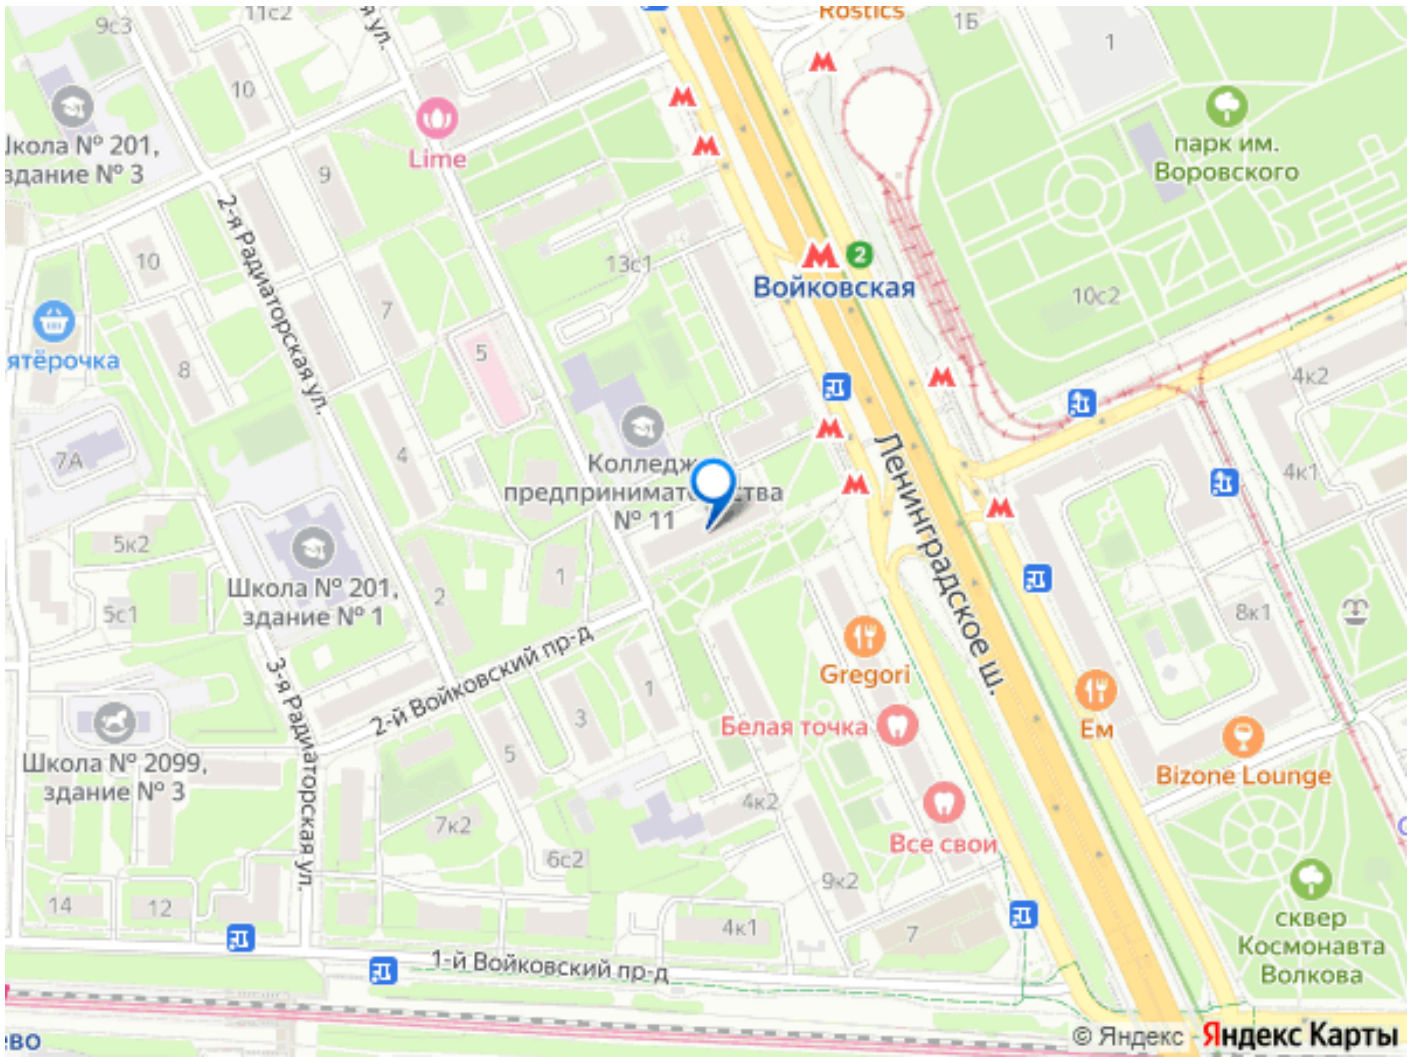 9с3
11с2
я ул.
Rostics
1Б
1
10
Школа № 201,
здание № 3
Lime
парк им.
Воровского
9
2-я Радиаторская ул.
10
13с1
2
Войковская
10с2
7
ятёрочка
8
5
4к2
7А
4
Колледж
№ 11
Ленинградское ш.
4к1
5к2
Школа № 201,
здание № 1
1
2
5с1
8к1
2-й Войковский пр-д
Gregori
3-я Радиаторская ул.
1
3
5
Белая точка
Ем
Bizone Lounge
Школа № 2099,
здание № 3
4к2
7к2
Все свои
6с2
9к2
14
12
4к1
7
сквер
Космонавта
Волкова
1-й Войковский пр-д
ево
© Яндекс Яндекс Карты